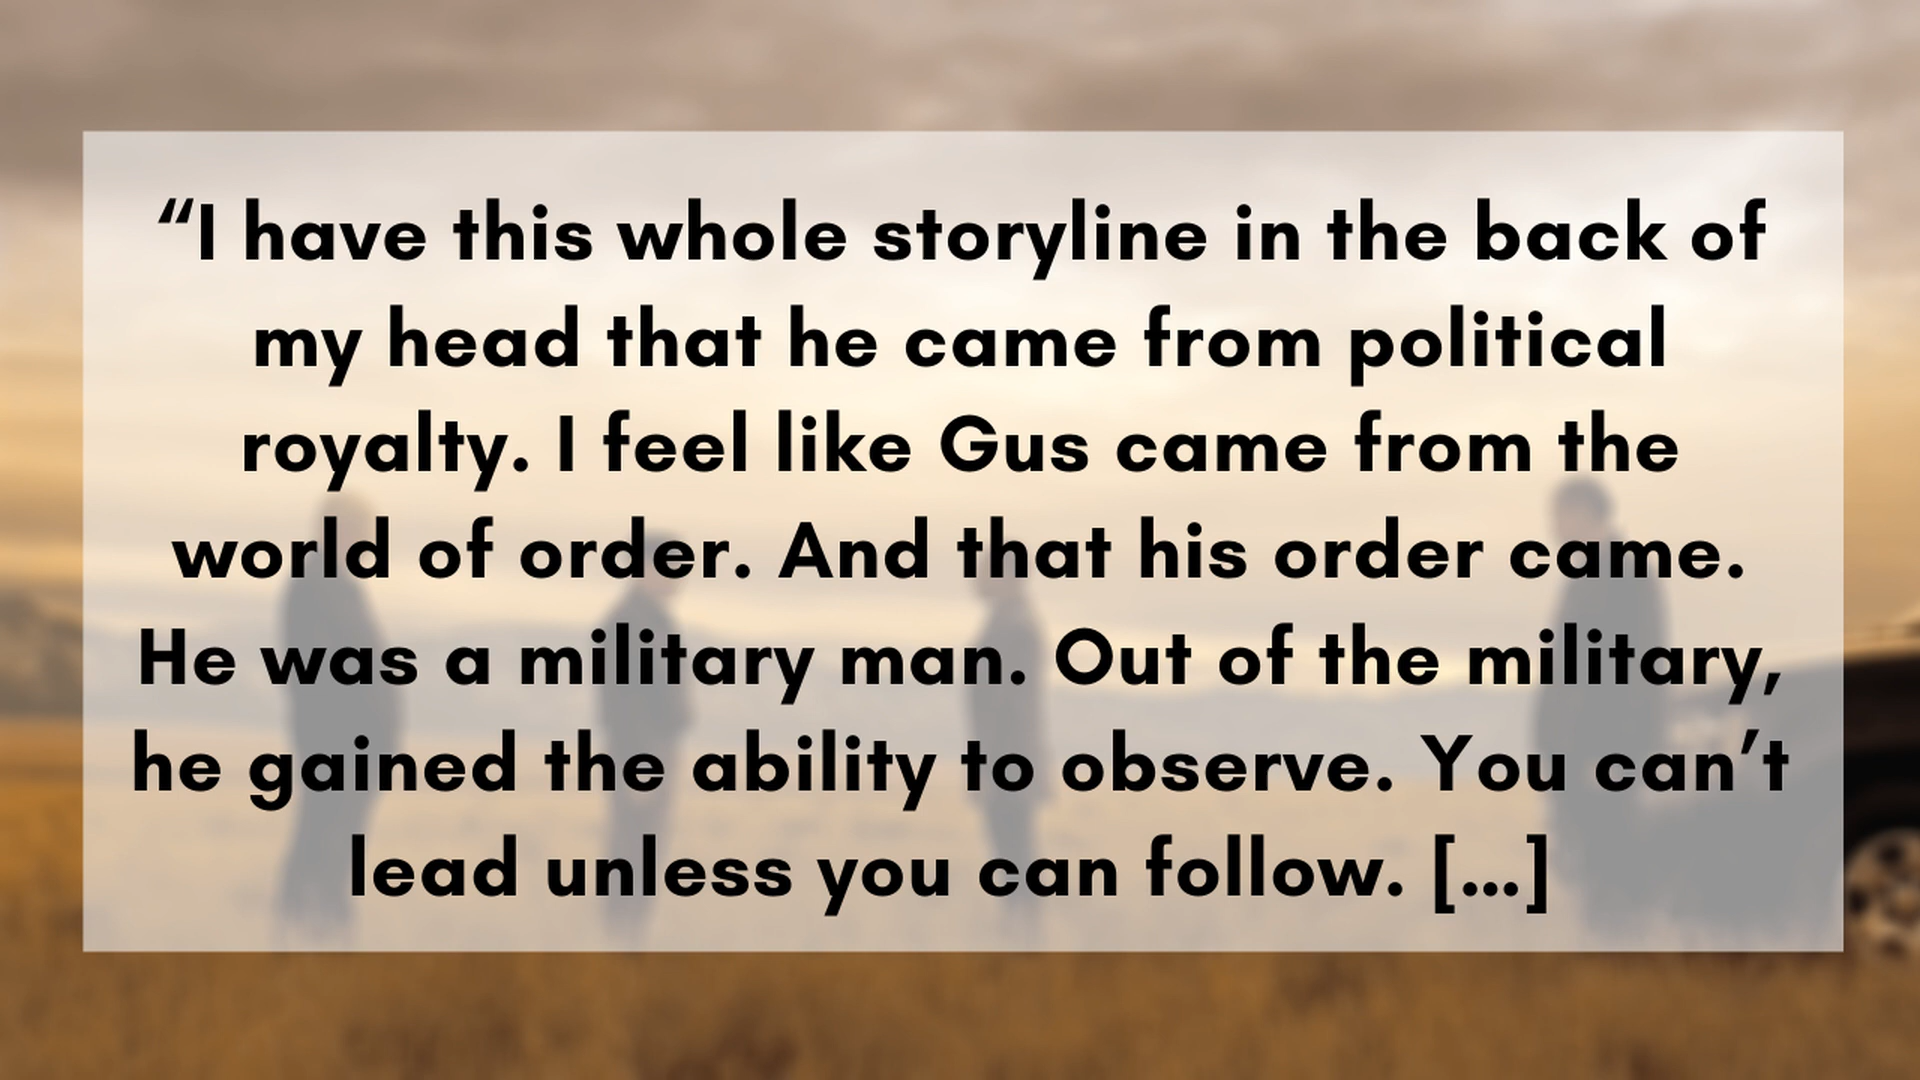 “I have this whole storyline in the back of
my head that he came from political
royalty. I feel like Gus came from the
world of order. And that his order came.
He was a military man. Out of the military,
he gained the ability to observe. You can’t
lead unless you can follow. [...]